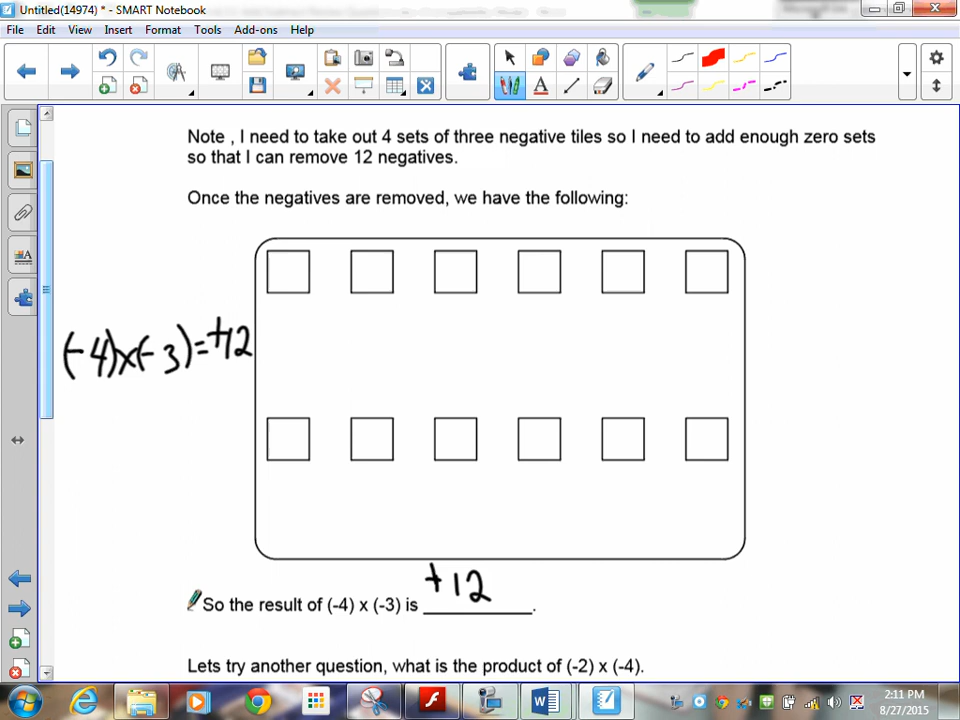 Untitled(14974) * - SMART Notebook
File Edit View Insert Format Tools Add-ons Help
Note , I need to take out 4 sets of three negative tiles so I need to add enough zero sets
so that I can remove 12 negatives.
Once the negatives are removed, we have the following:
(-4)x(-3)=+12
+12
So the result of (-4) x (-3) is ___________.
Lets try another question, what is the product of (-2) x (-4).
2:11 PM
8/27/2015